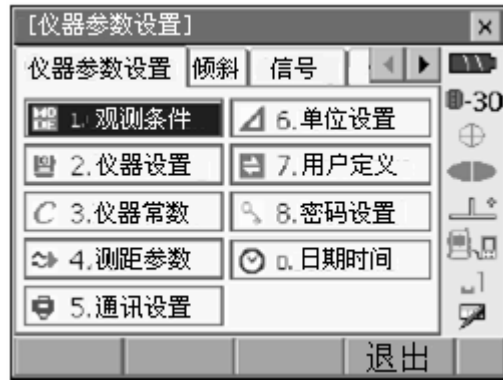 [仪器参数设置]
仪器参数设置 倾斜 信号
1.观测条件 6.单位设置
2.仪器设置 7.用户定义
C 3.仪器常数 8.密码设置
4.测距参数 0.日期时间
5.通讯设置
-30
退出